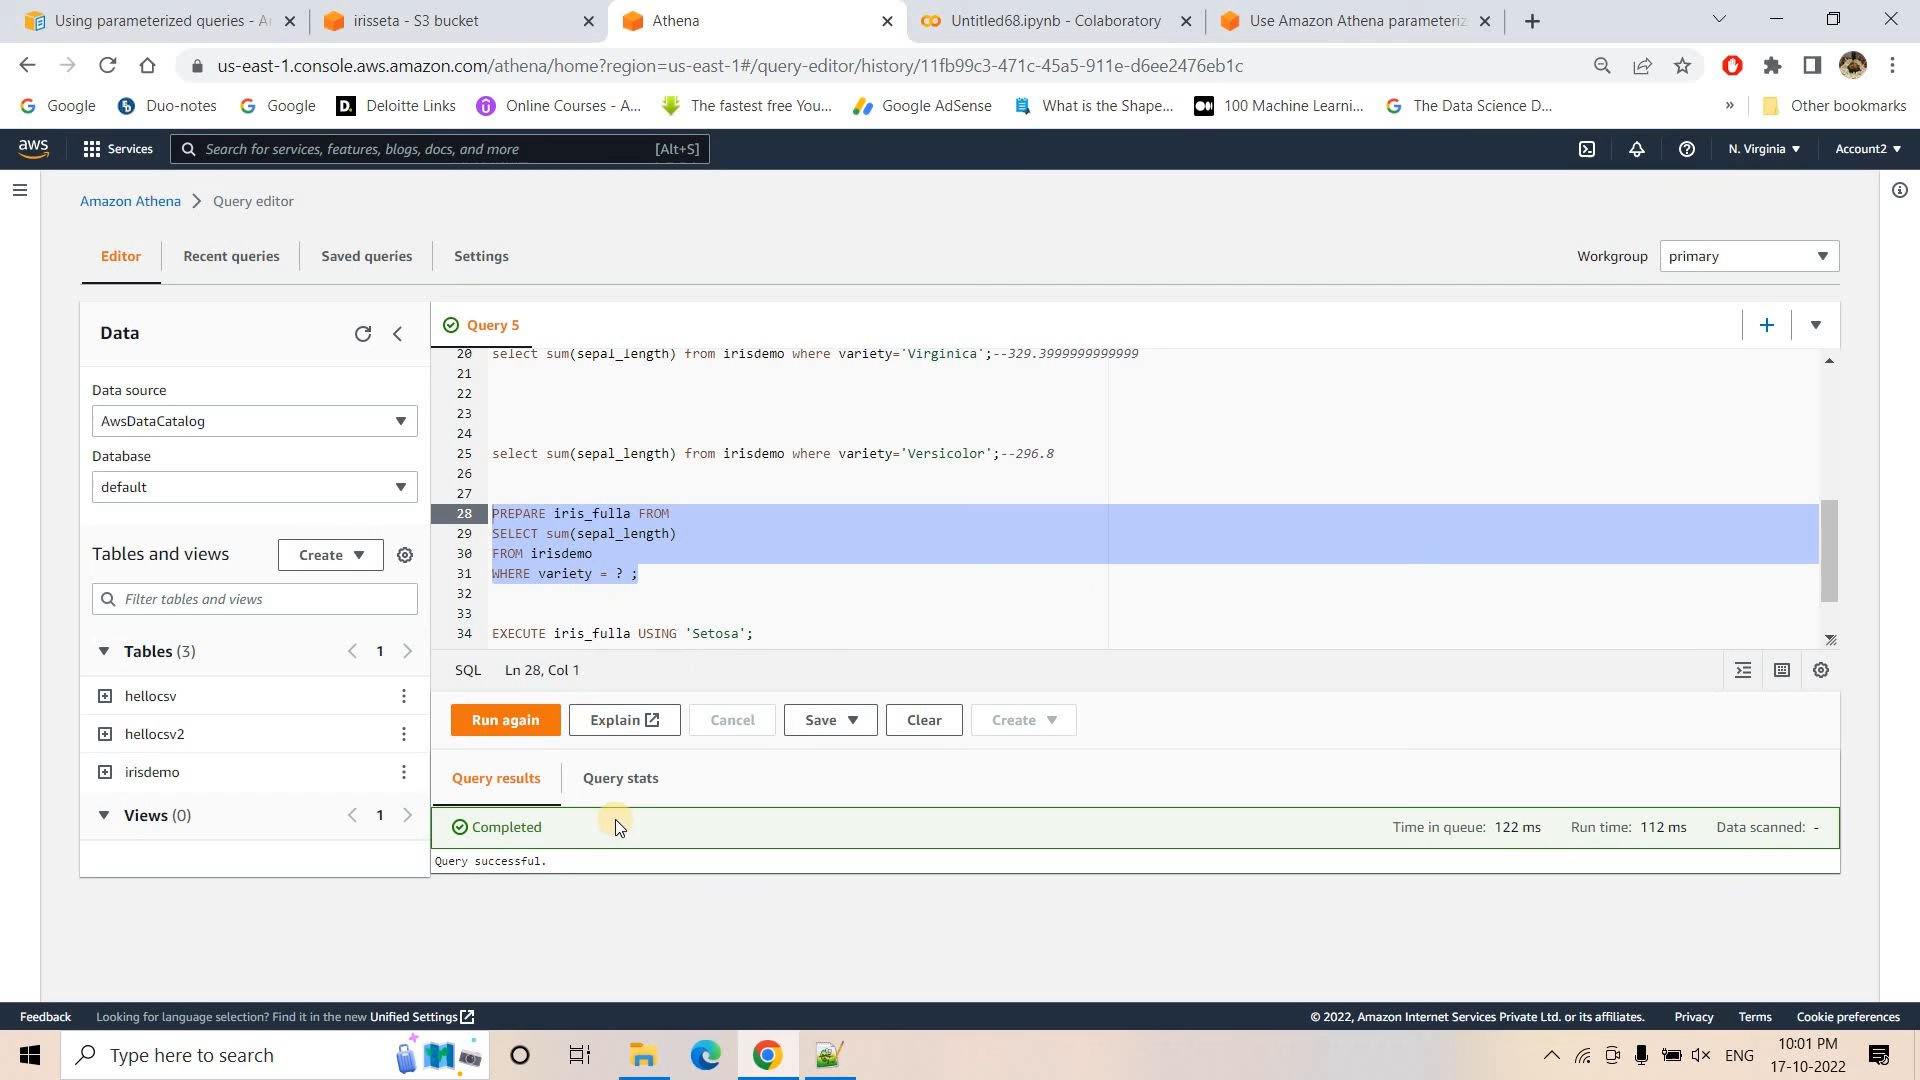 Using parameterized queries - A
irisseta - S3 bucket
Athena
Untitled68.ipynb - Colaboratory
Use Amazon Athena parameteriz
us-east-1.console.aws.amazon.com/athena/home?region=us-east-1#/query-editor/history/11fb99c3-471c-45a5-911e-d6ee2476eb1c
Google
Duo-notes
Google
Deloitte Links
Online Courses - A...
The fastest free You...
Google AdSense
What is the Shape...
100 Machine Learni...
The Data Science D...
»
Other bookmarks
aws
Services
Search for services, features, blogs, docs, and more [Alt+S]
N. Virginia
Account2
Amazon Athena > Query editor
Editor
Recent queries
Saved queries
Settings
Workgroup
primary
Data
Data source
AwsDataCatalog
Database
default
Tables and views
Create
Filter tables and views
Tables (3)
1
hellocsv
hellocsv2
irisdemo
Views (0)
1
Query 5
20 select sum(sepal_length) from irisdemo where variety='Virginica';--329.3999999999999
21
22
23
24
25 select sum(sepal_length) from irisdemo where variety='Versicolor';--296.8
26
27
28 PREPARE iris_fulla FROM
29 SELECT sum(sepal_length)
30 FROM irisdemo
31 WHERE variety = ? ;
32
33
34 EXECUTE iris_fulla USING 'Setosa';
SQL Ln 28, Col 1
Run again
Explain
Cancel
Save
Clear
Create
Query results
Query stats
Completed
Time in queue: 122 ms Run time: 112 ms Data scanned: -
Query successful.
Feedback
Looking for language selection? Find it in the new Unified Settings
© 2022, Amazon Internet Services Private Ltd. or its affiliates.
Privacy
Terms
Cookie preferences
Type here to search
ENG
10:01 PM
17-10-2022